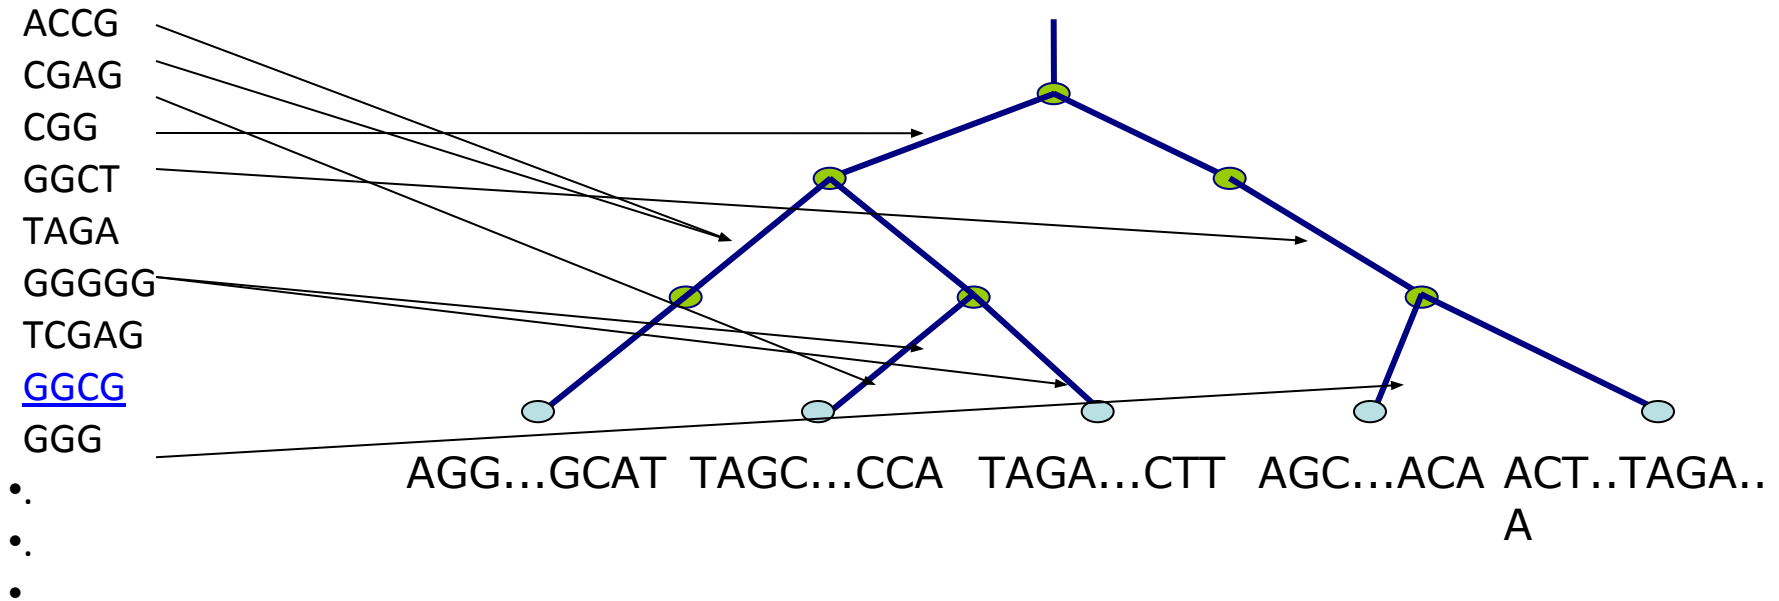 ACCG
CGAG
CGG
GGCT
TAGA
GGGGG
TCGAG
GGCG
GGG
•.
•.
•
AGG...GCAT TAGC...CCA TAGA...CTT AGC...ACA ACT..TAGA..
A